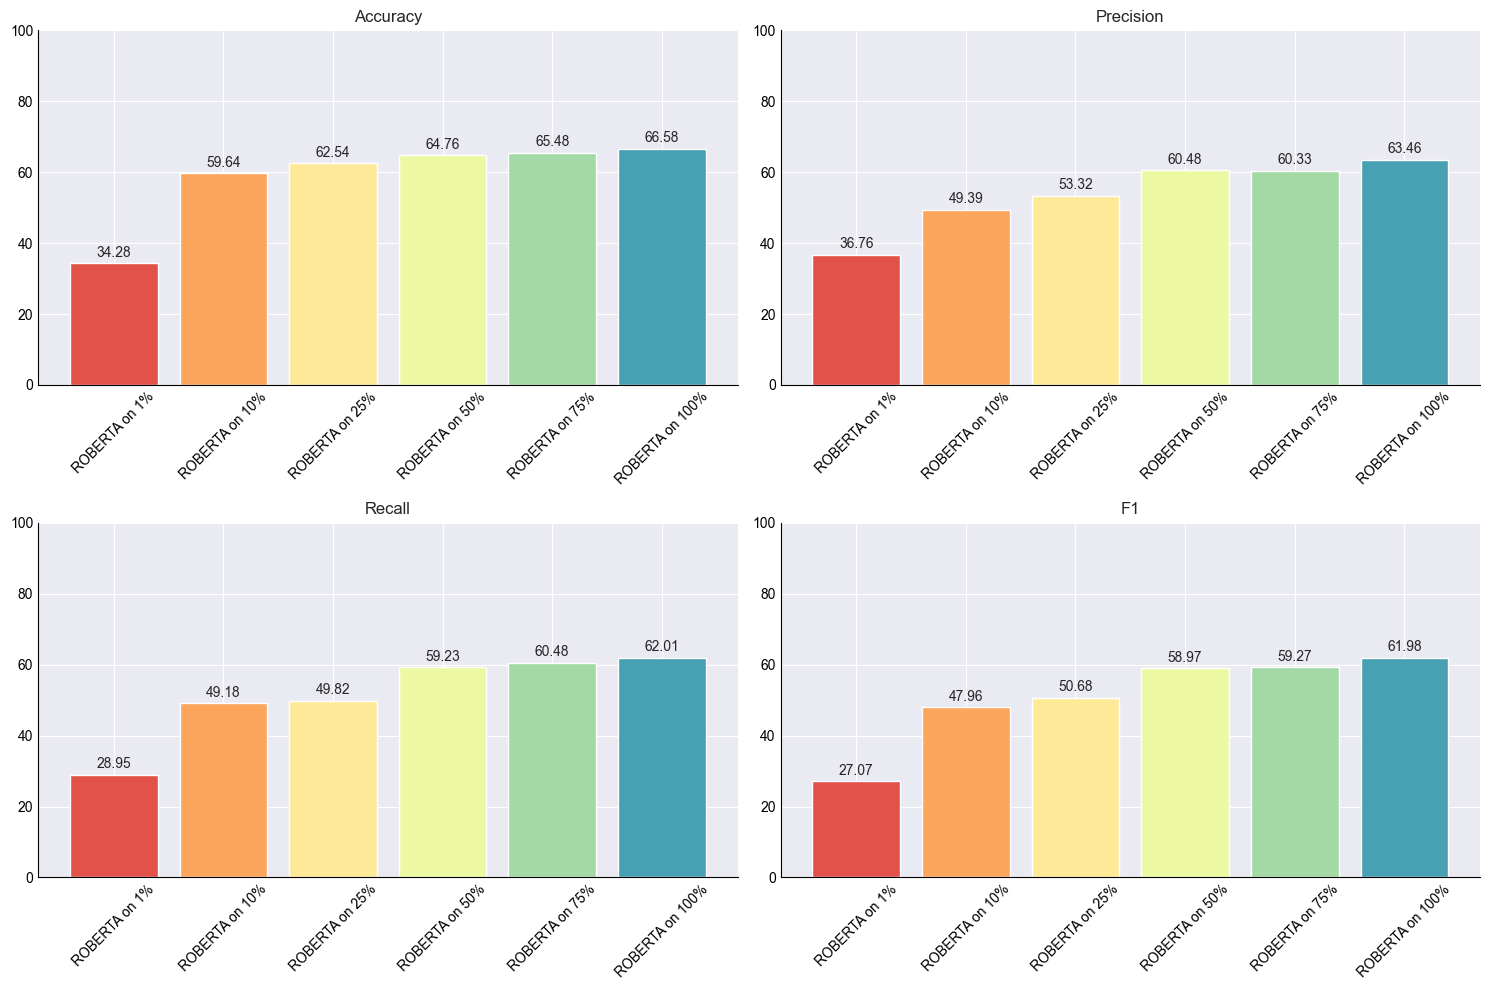 Accuracy
100
80
60
40
20
0
34.28
59.64
62.54
64.76
65.48
66.58
ROBERTA on 1%
ROBERTA on 10%
ROBERTA on 25%
ROBERTA on 50%
ROBERTA on 75%
ROBERTA on 100%
Precision
100
80
60
40
20
0
36.76
49.39
53.32
60.48
60.33
63.46
ROBERTA on 1%
ROBERTA on 10%
ROBERTA on 25%
ROBERTA on 50%
ROBERTA on 75%
ROBERTA on 100%
Recall
100
80
60
40
20
0
28.95
49.18
49.82
59.23
60.48
62.01
ROBERTA on 1%
ROBERTA on 10%
ROBERTA on 25%
ROBERTA on 50%
ROBERTA on 75%
ROBERTA on 100%
F1
100
80
60
40
20
0
27.07
47.96
50.68
58.97
59.27
61.98
ROBERTA on 1%
ROBERTA on 10%
ROBERTA on 25%
ROBERTA on 50%
ROBERTA on 75%
ROBERTA on 100%